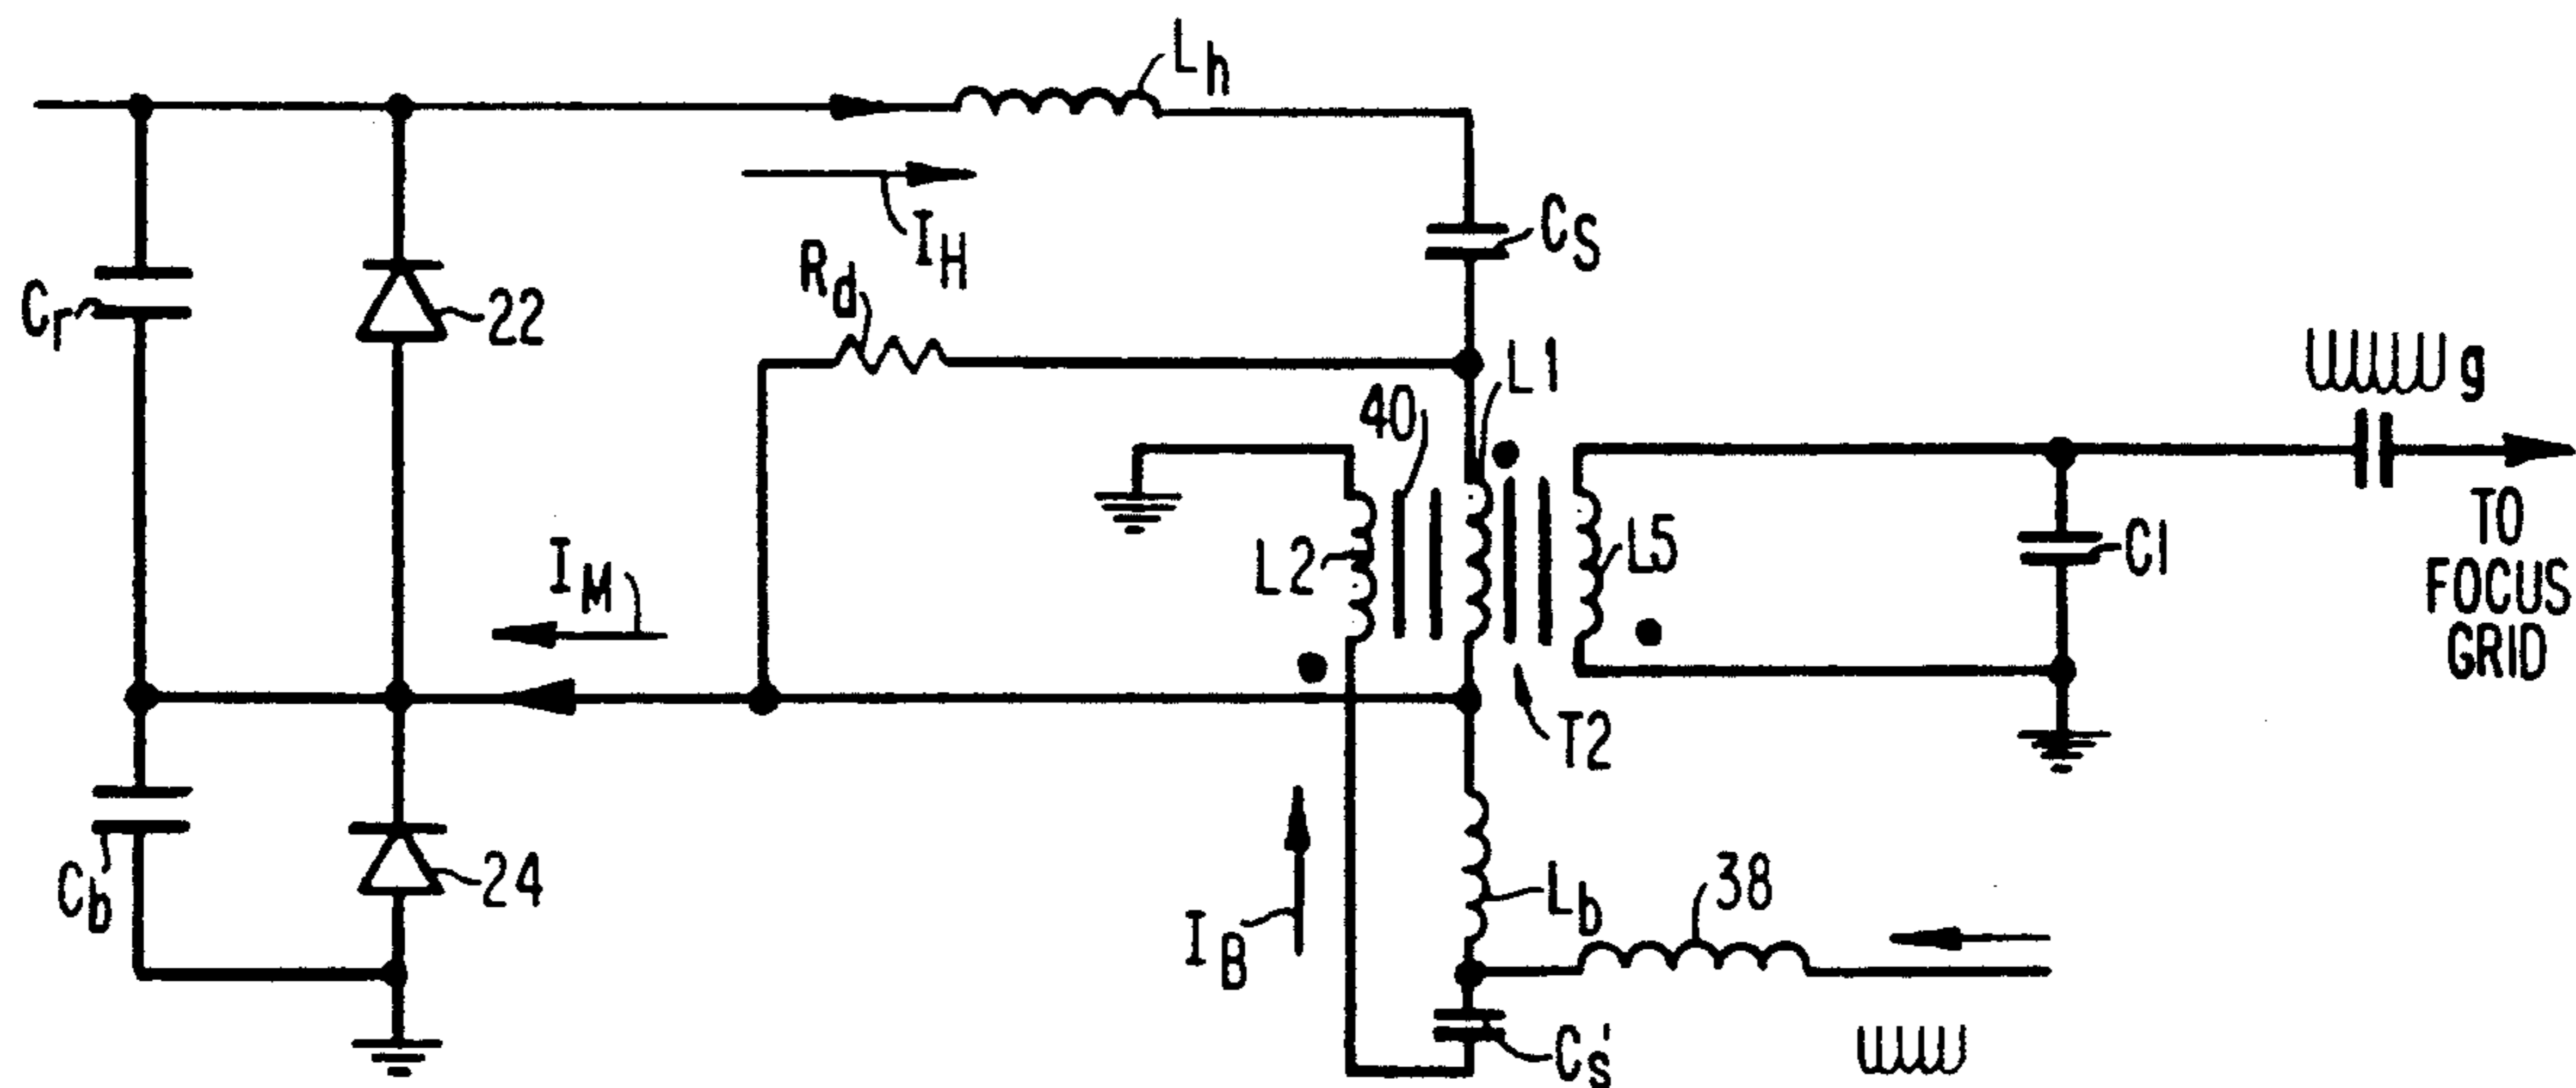 Lh
IH
CS
Rd
Cr
22
L1
40
g
L2
L5
C1
TO
FOCUS
GRID
IM
T2
Cb
24
Lb
38
IB
Cs'